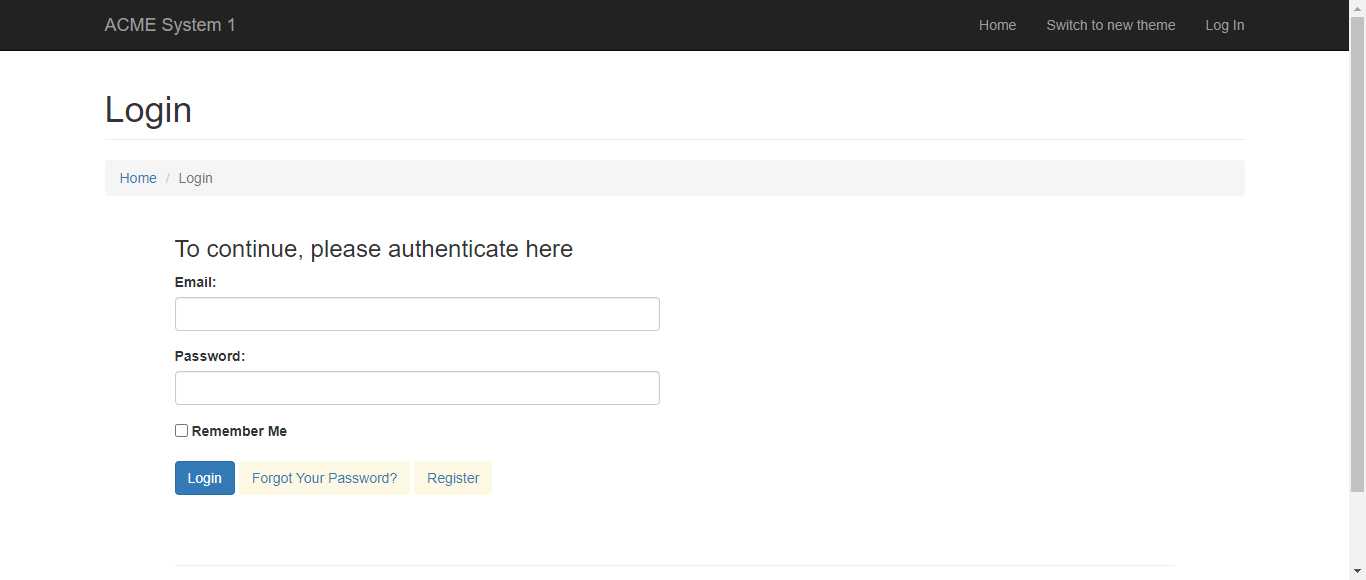 ACME System 1
Home Switch to new theme Log In
Login
Home / Login
To continue, please authenticate here
Email:
Password:
Remember Me
Login Forgot Your Password? Register